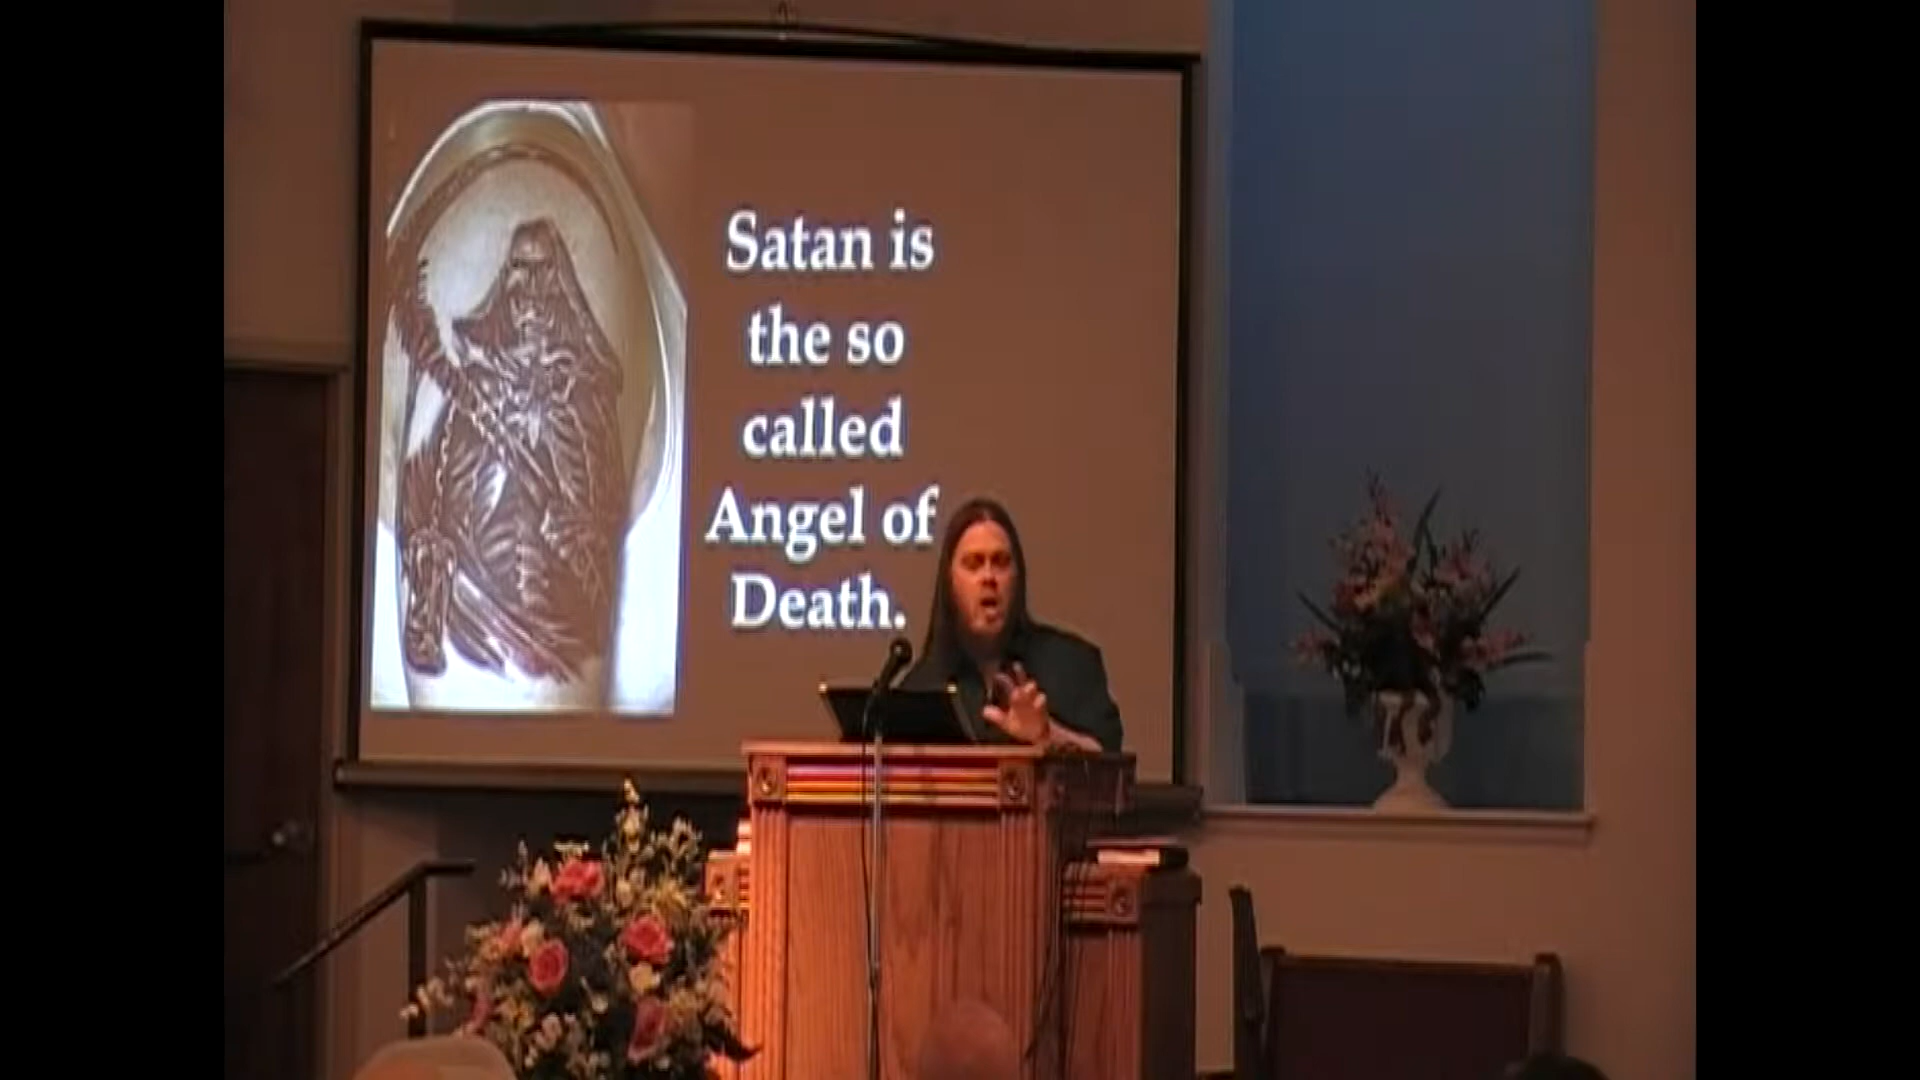 Satan is
the so
called
Angel of
Death.